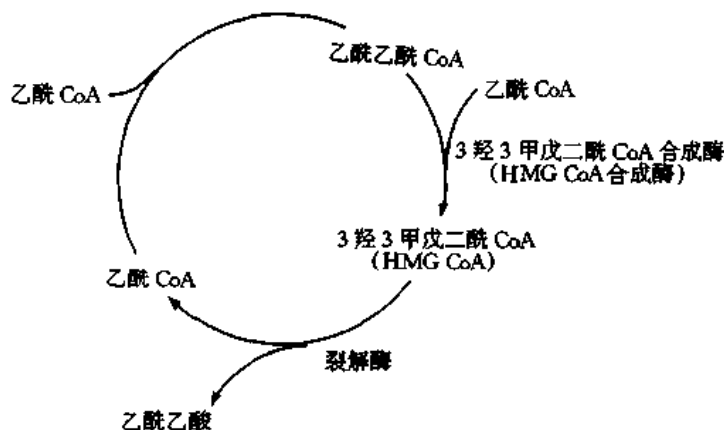 乙酰乙酰 CoA
乙酰 CoA
乙酰 CoA
3 羟 3 甲戊二酰 CoA 合成酶
(HMG CoA 合成酶)
3 羟 3 甲戊二酰 CoA
(HMG CoA)
乙酰 CoA
裂解酶
乙酰乙酸